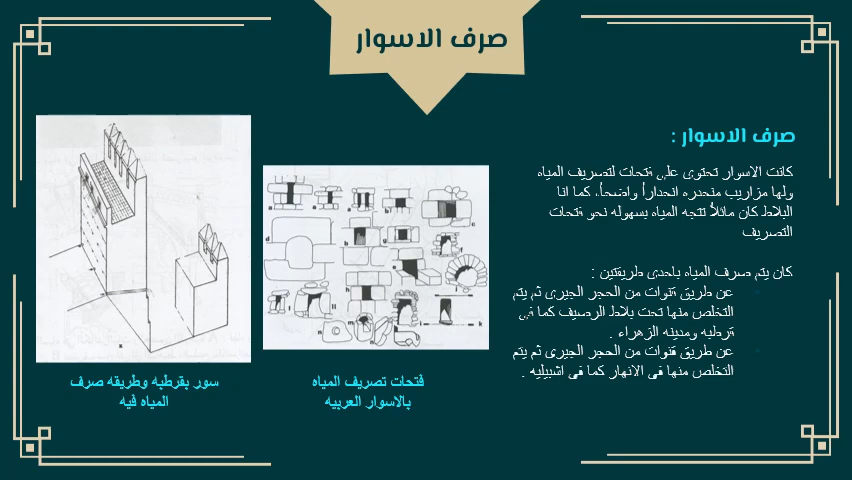 صرف الاسوار
صرف الاسوار :
كانت الاسوار تحتوى على فتحات لتصريف المياه
ولها مزاريب منحدره انحداراً واضحاً، كما انا
البلاط كان مائلاً تتجه المياه بسهوله نحو فتحات
التصريف
كان يتم صرف المياه باحدى طريقتين :
عن طريق قنوات من الحجر الجيرى ثم يتم
التخلص منها تحت بلاط الرصيف كما فى
قرطبه ومدينه الزهراء .
عن طريق قنوات من الحجر الجيرى ثم يتم
التخلص منها فى الانهار كما فى اشبيليه .
فتحات تصريف المياه
بالاسوار العربيه
سور بقرطبه وطريقه صرف
المياه فيه